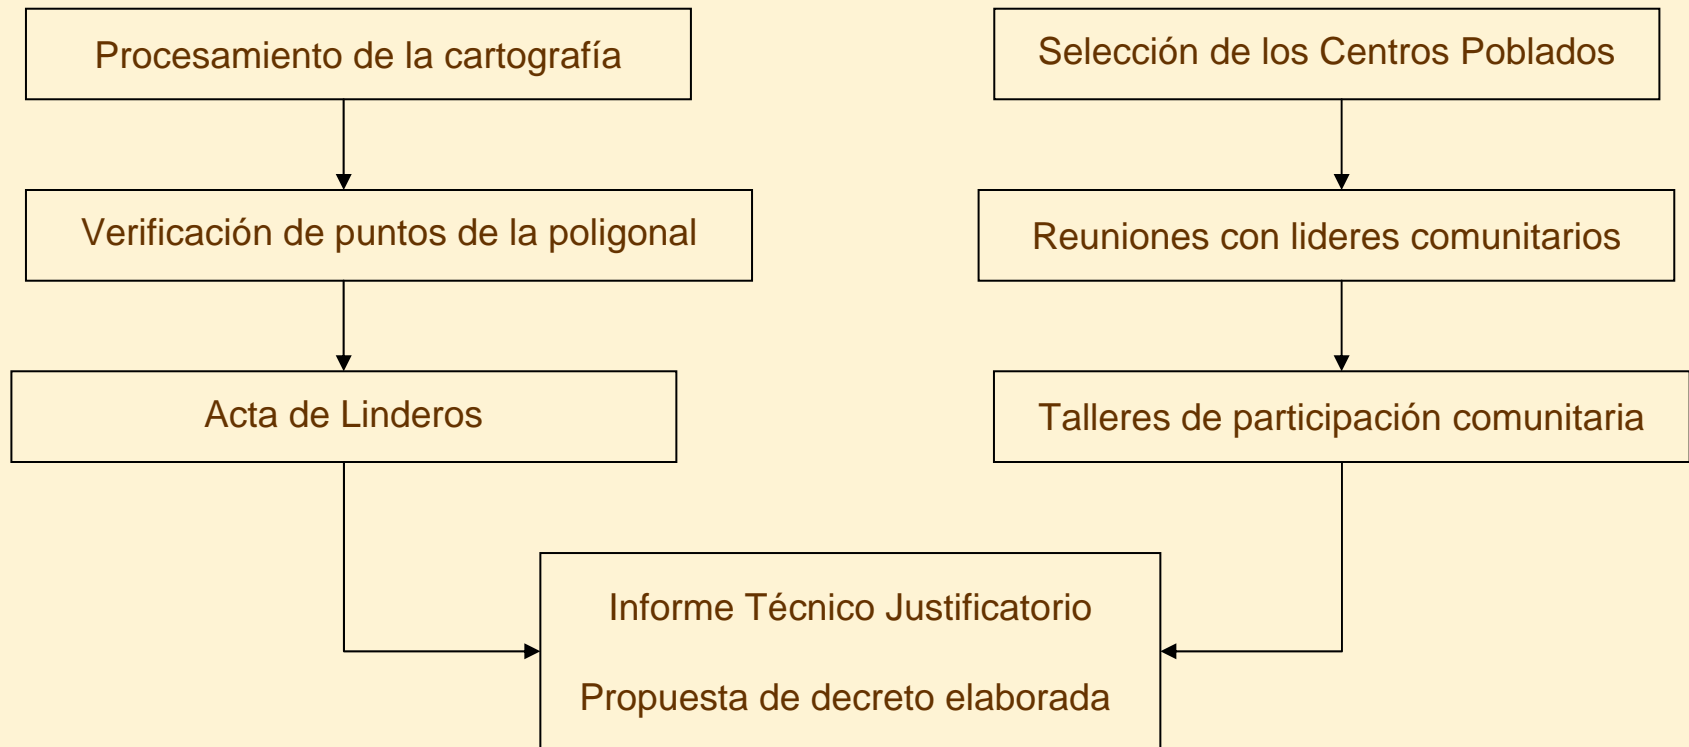 Procesamiento de la cartografía
Selección de los Centros Poblados
Verificación de puntos de la poligonal
Reuniones con lideres comunitarios
Acta de Linderos
Talleres de participación comunitaria
Informe Técnico Justificatorio
Propuesta de decreto elaborada